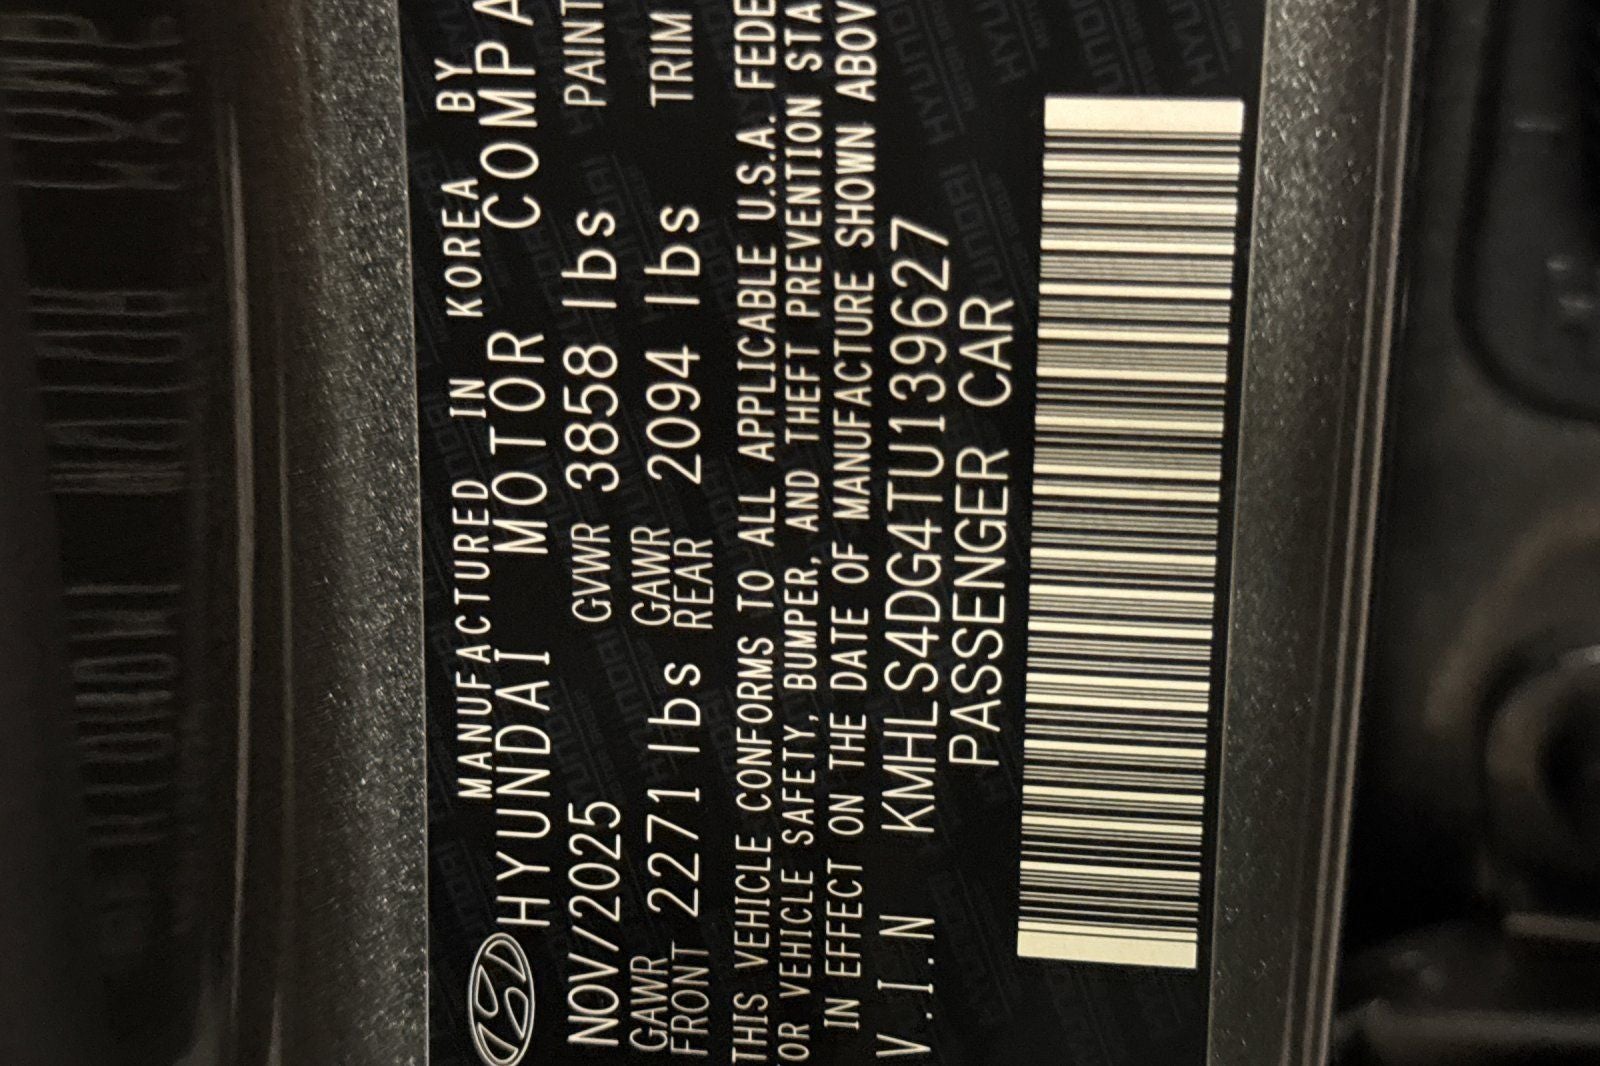 MANUFACTURED IN KOREA BY
HYUNDAI MOTOR COMPA
NOV/2025 GVWR 3858 lbs PAINT
GAWR FRONT 2271 lbs GAWR REAR 2094 lbs TRIM
THIS VEHICLE CONFORMS TO ALL APPLICABLE U.S.A. FEDE
OR VEHICLE SAFETY, BUMPER, AND THEFT PREVENTION STA
IN EFFECT ON THE DATE OF MANUFACTURE SHOWN ABOV
V.I.N KMHLS4DG4TU139627
PASSENGER CAR